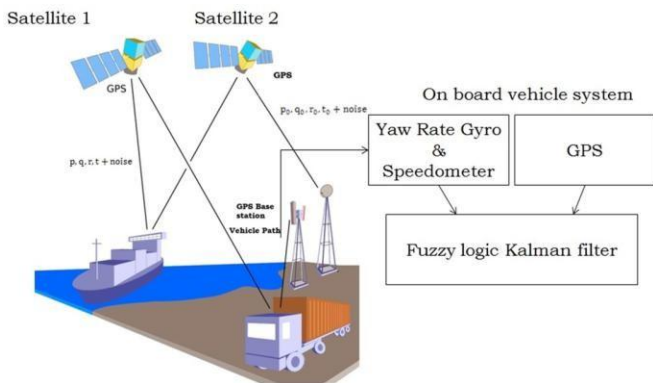 Satellite 1
Satellite 2
GPS
GPS
p₀, q₀, r₀, t₀ + noise
On board vehicle system
Yaw Rate Gyro
&
Speedometer
GPS
p, q, r, t + noise
GPS Base
station
Vehicle Path
Fuzzy logic Kalman filter